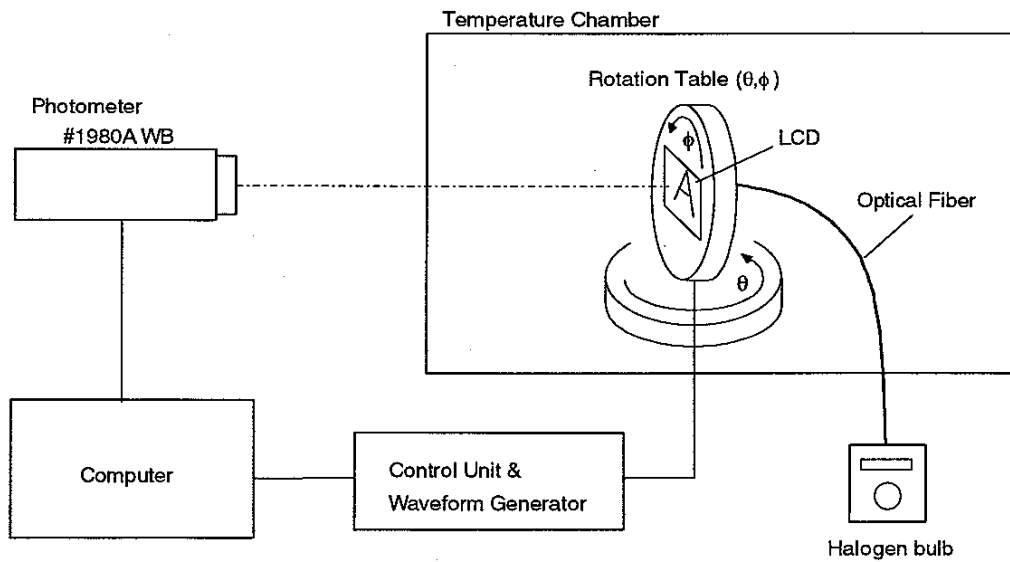 Temperature Chamber
Rotation Table (θ,ϕ)
Photometer
#1980A WB
ϕ
LCD
A
Optical Fiber
θ
Computer
Control Unit &
Waveform Generator
Halogen bulb